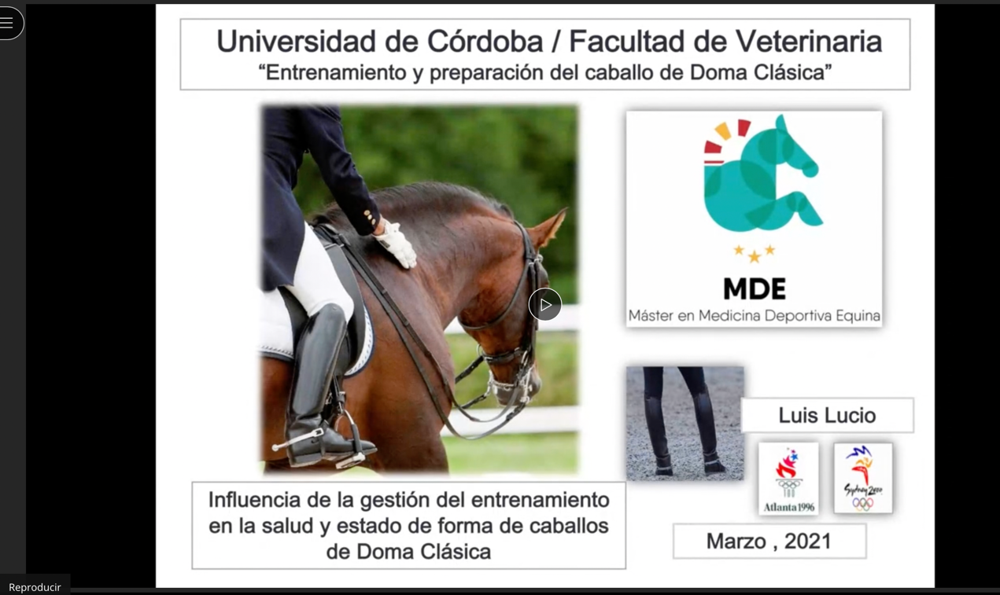 Universidad de Córdoba / Facultad de Veterinaria
“Entrenamiento y preparación del caballo de Doma Clásica”
MDE
Máster en Medicina Deportiva Equina
Luis Lucio
Atlanta 1996
Sydney 2000
Influencia de la gestión del entrenamiento
en la salud y estado de forma de caballos
de Doma Clásica
Marzo , 2021
Reproducir